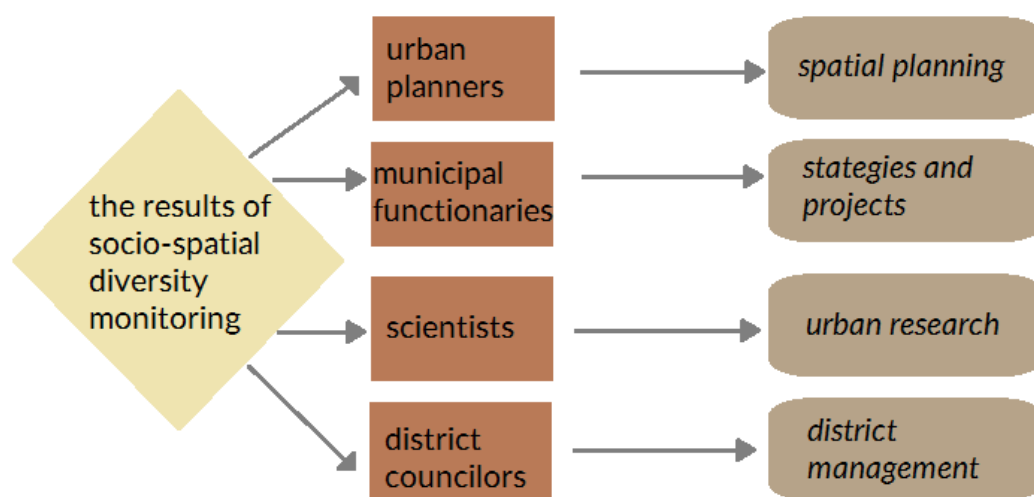 the results of
socio-spatial
diversity
monitoring
urban
planners
spatial planning
municipal
functionaries
stategies and
projects
scientists
urban research
district
councilors
district
management